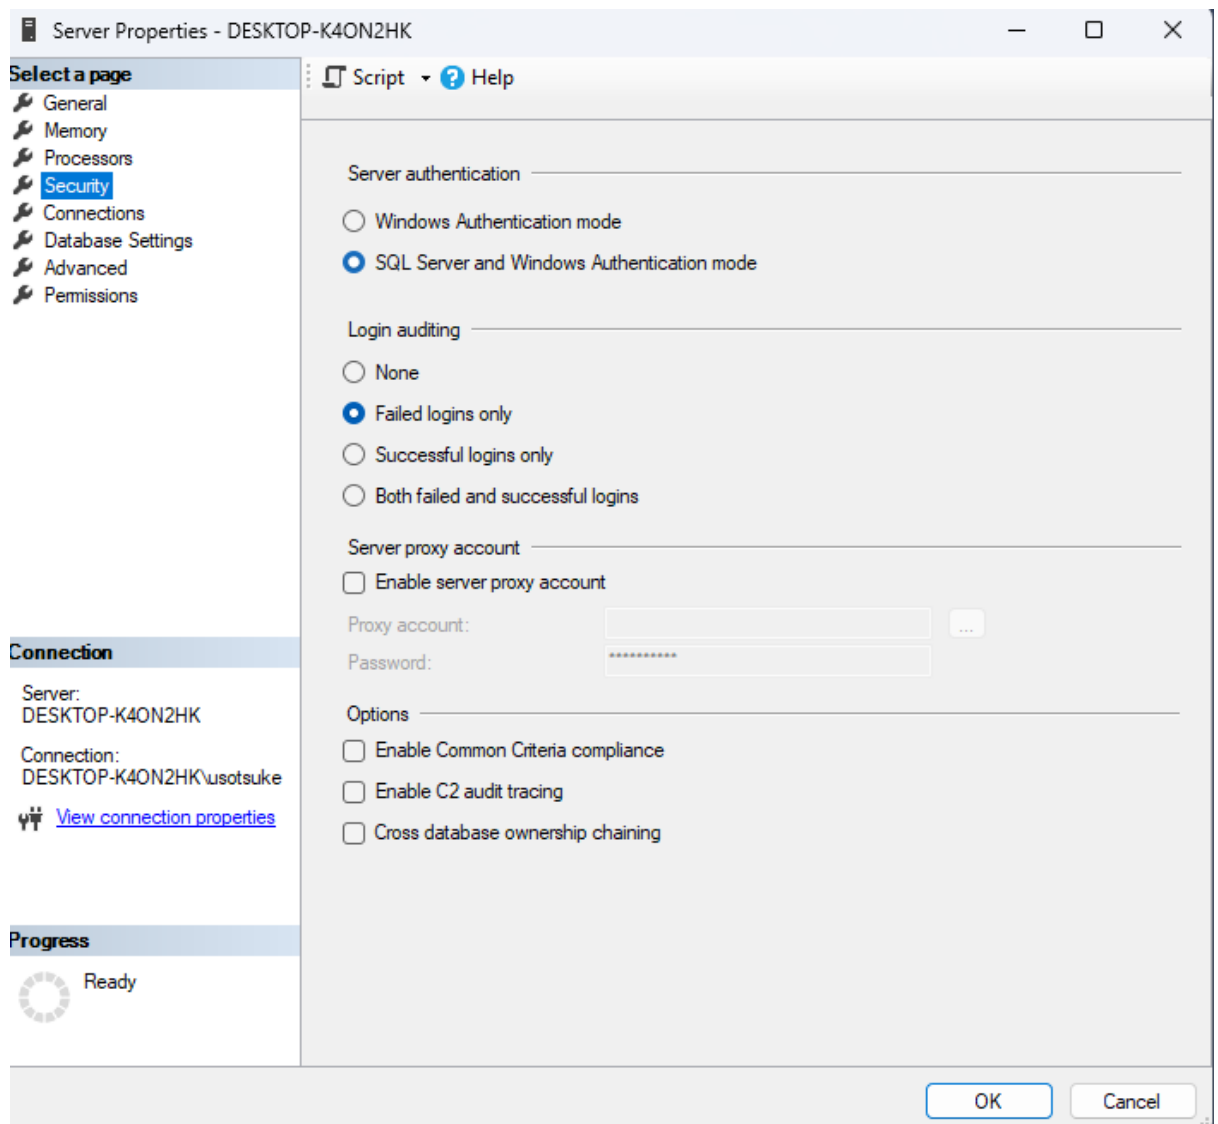 Server Properties - DESKTOP-K4ON2HK
Select a page
General
Memory
Processors
Security
Connections
Database Settings
Advanced
Permissions
Script
Help
Server authentication
Windows Authentication mode
SQL Server and Windows Authentication mode
Login auditing
None
Failed logins only
Successful logins only
Both failed and successful logins
Server proxy account
Enable server proxy account
Proxy account:
...
Password:
**********
Options
Enable Common Criteria compliance
Enable C2 audit tracing
Cross database ownership chaining
Connection
Server:
DESKTOP-K4ON2HK
Connection:
DESKTOP-K4ON2HK\usotsuke
View connection properties
Progress
Ready
OK
Cancel